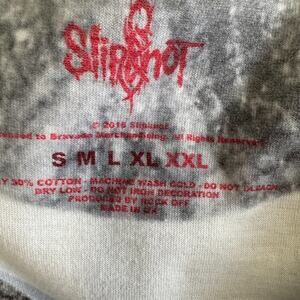 Slipknot
© 2016 Slipknot
Licensed to Bravado Merchandising. All Rights Reserved
S M L XL XXL
50% COTTON - MACHINE WASH COLD - DO NOT BLEACH
DRY LOW - DO NOT IRON DECORATION
PRODUCED BY ROCK OFF
MADE IN UK